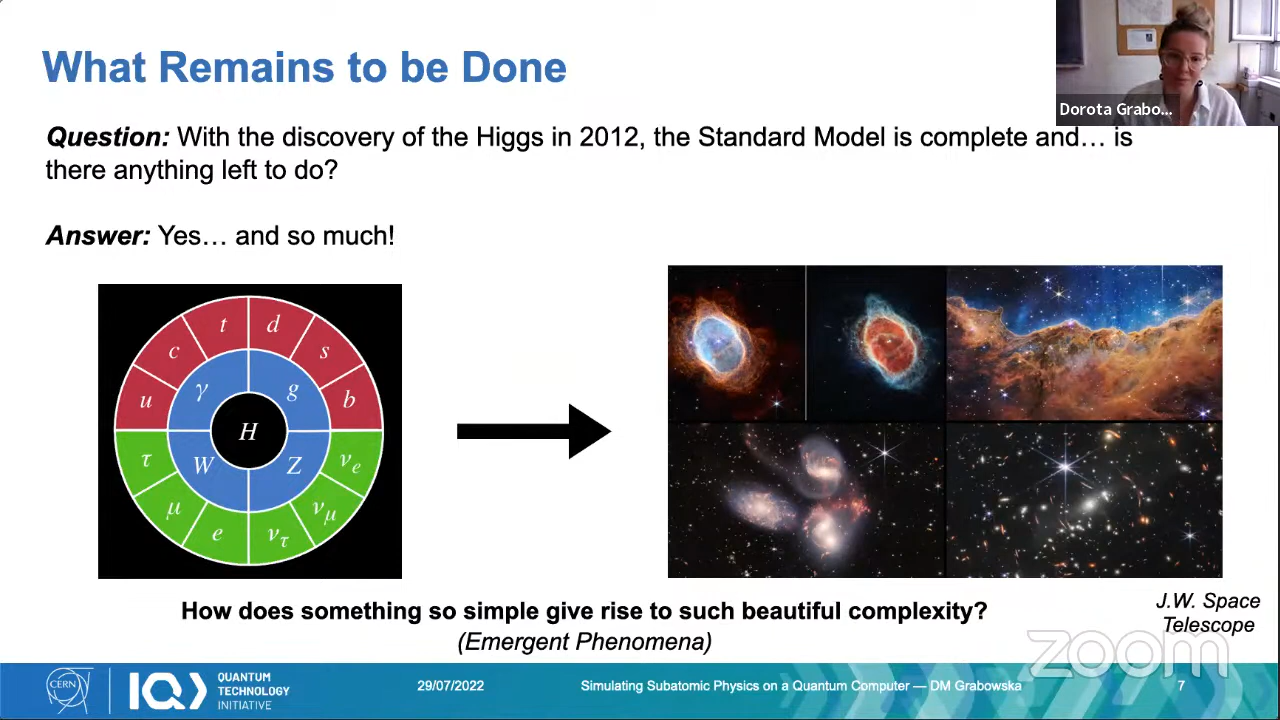 What Remains to be Done
Dorota Grabo...
Question: With the discovery of the Higgs in 2012, the Standard Model is complete and… is
there anything left to do?
Answer: Yes… and so much!
t d
c s
u γ g b
H
τ W Z νe
μ νμ
e ντ
How does something so simple give rise to such beautiful complexity?
(Emergent Phenomena)
J.W. Space
Telescope
zoom
CERN
IQ
QUANTUM
TECHNOLOGY
INITIATIVE
29/07/2022
Simulating Subatomic Physics on a Quantum Computer — DM Grabowska
7